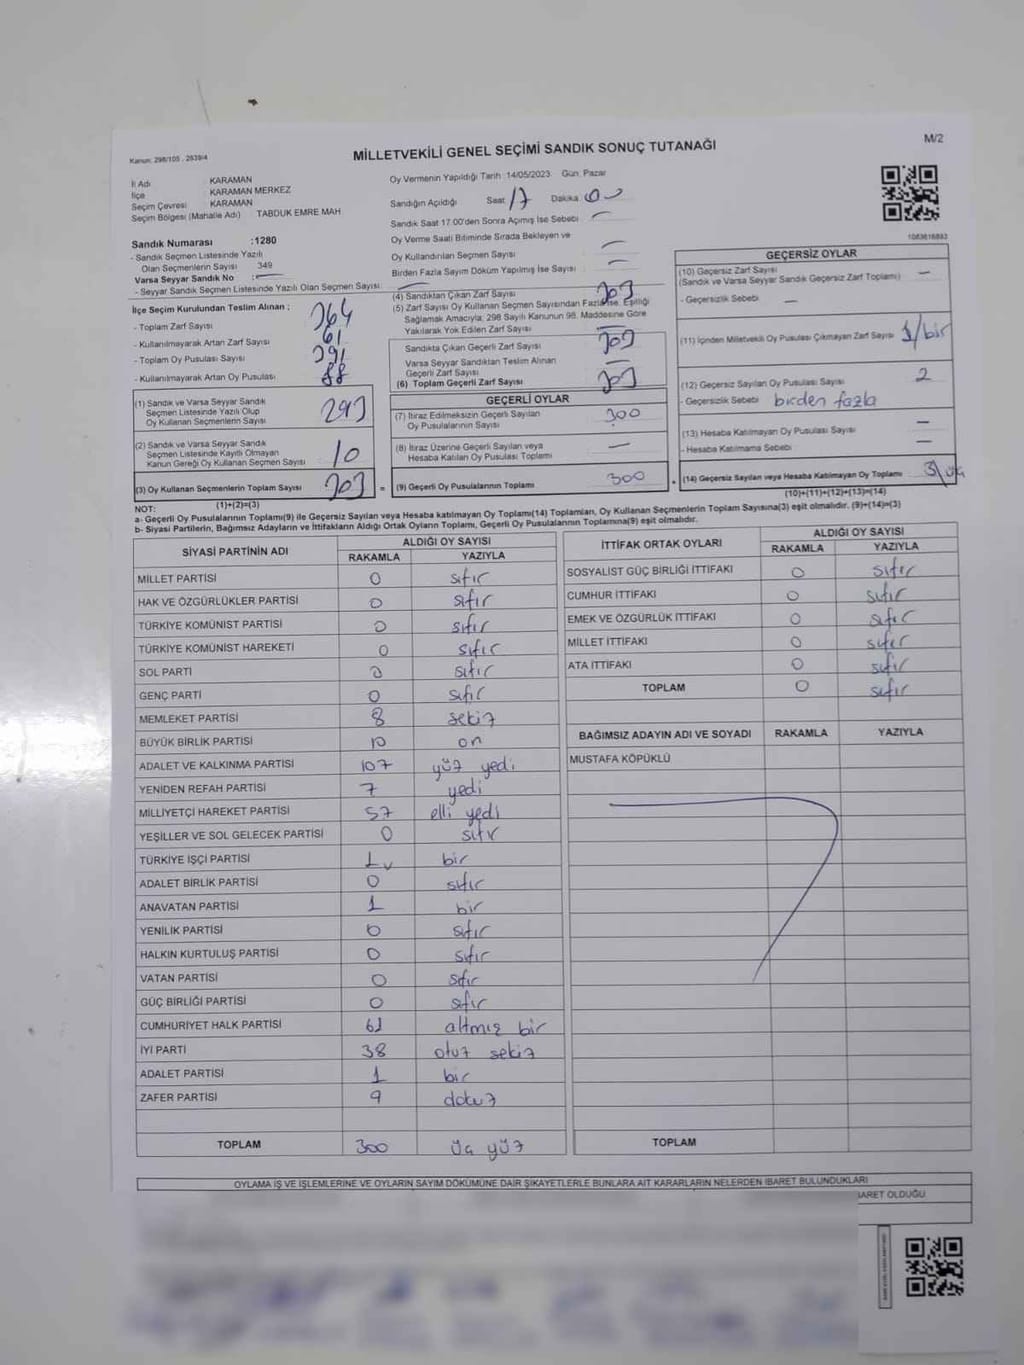 Kanun: 298/105 , 2839/4
MİLLETVEKİLİ GENEL SEÇİMİ SANDIK SONUÇ TUTANAĞI
M/2
İl Adı : KARAMAN
İlçe : KARAMAN MERKEZ
Seçim Çevresi : KARAMAN
Seçim Bölgesi (Mahalle Adı) : TABDUK EMRE MAH
Sandık Numarası :1280
- Sandık Seçmen Listesinde Yazılı
Olan Seçmenlerin Sayısı : 349
Varsa Seyyar Sandık No : —
- Seyyar Sandık Seçmen Listesinde Yazılı Olan Seçmen Sayısı: —
Oy Vermenin Yapıldığı Tarih :14/05/2023 Gün: Pazar
Sandığın Açıldığı Saat : 17 Dakika: 00
Sandık Saat 17:00'den Sonra Açımış İse Sebebi : —
Oy Verme Saati Bitiminde Sırada Bekleyen ve
Oy Kullandırılan Seçmen Sayısı : —
Birden Fazla Sayım Döküm Yapılmış İse Sayısı : —
1083616893
İlçe Seçim Kurulundan Teslim Alınan ;
- Toplam Zarf Sayısı : 364
- Kullanılmayarak Artan Zarf Sayısı : 61
- Toplam Oy Pusulası Sayısı : 391
- Kullanılmayarak Artan Oy Pusulası : 88
(1) Sandık ve Varsa Seyyar Sandık
Seçmen Listesinde Yazılı Olup
Oy Kullanan Seçmenlerin Sayısı 293
(2) Sandık ve Varsa Seyyar Sandık
Seçmen Listesinde Kayıtlı Olmayan
Kanun Gereği Oy Kullanan Seçmen Sayısı 10
(3) Oy Kullanan Seçmenlerin Toplam Sayısı 303
(1)+(2)=(3)
(4) Sandıktan Çıkan Zarf Sayısı : 303
(5) Zarf Sayısı Oy Kullanan Seçmen Sayısından Fazla İse, Eşitliği
Sağlamak Amacıyla; 298 Sayılı Kanunun 98. Maddesine Göre
Yakılarak Yok Edilen Zarf Sayısı : —
Sandıkta Çıkan Geçerli Zarf Sayısı : 303
Varsa Seyyar Sandıktan Teslim Alınan
Geçerli Zarf Sayısı : —
(6) Toplam Geçerli Zarf Sayısı : 303
GEÇERLİ OYLAR
(7) İtiraz Edilmeksizin Geçerli Sayılan
Oy Pusulalarının Sayısı : 300
(8) İtiraz Üzerine Geçerli Sayılan veya
Hesaba Katılan Oy Pusulası Toplamı : —
= (9) Geçerli Oy Pusulalarının Toplamı : 300
GEÇERSİZ OYLAR
(10) Geçersiz Zarf Sayısı
(Sandık ve Varsa Seyyar Sandık Geçersiz Zarf Toplamı) : —
- Geçersizlik Sebebi : —
(11) İçinden Milletvekili Oy Pusulası Çıkmayan Zarf Sayısı : 1/bir
(12) Geçersiz Sayılan Oy Pusulası Sayısı : 2
- Geçersizlik Sebebi : birden fazla
(13) Hesaba Katılmayan Oy Pusulası Sayısı : —
- Hesaba Katılmama Sebebi : —
+ (14) Geçersiz Sayılan veya Hesaba Katılmayan Oy Toplamı : 3\üç
(10)+(11)+(12)+(13)=(14)
NOT:
a- Geçerli Oy Pusulalarının Toplamı(9) ile Geçersiz Sayılan veya Hesaba katılmayan Oy Toplamı(14) Toplamları, Oy Kullanan Seçmenlerin Toplam Sayısına(3) eşit olmalıdır. (9)+(14)=(3)
b- Siyasi Partilerin, Bağımsız Adayların ve İttifakların Aldığı Ortak Oyların Toplamı, Geçerli Oy Pusulalarının Toplamına(9) eşit olmalıdır.
SİYASİ PARTİNİN ADI ALDIĞI OY SAYISI
RAKAMLA YAZIYLA
MİLLET PARTİSİ 0 sıfır
HAK VE ÖZGÜRLÜKLER PARTİSİ 0 sıfır
TÜRKİYE KOMÜNİST PARTİSİ 0 sıfır
TÜRKİYE KOMÜNİST HAREKETİ 0 sıfır
SOL PARTİ 0 sıfır
GENÇ PARTİ 0 sıfır
MEMLEKET PARTİSİ 8 sekiz
BÜYÜK BİRLİK PARTİSİ 10 on
ADALET VE KALKINMA PARTİSİ 107 yüz yedi
YENİDEN REFAH PARTİSİ 7 yedi
MİLLİYETÇİ HAREKET PARTİSİ 57 elli yedi
YEŞİLLER VE SOL GELECEK PARTİSİ 0 sıfır
TÜRKİYE İŞÇİ PARTİSİ 1 bir
ADALET BİRLİK PARTİSİ 0 sıfır
ANAVATAN PARTİSİ 1 bir
YENİLİK PARTİSİ 0 sıfır
HALKIN KURTULUŞ PARTİSİ 0 sıfır
VATAN PARTİSİ 0 sıfır
GÜÇ BİRLİĞİ PARTİSİ 0 sıfır
CUMHURİYET HALK PARTİSİ 61 altmış bir
İYİ PARTİ 38 otuz sekiz
ADALET PARTİSİ 1 bir
ZAFER PARTİSİ 9 dokuz
TOPLAM 300 üç yüz
İTTİFAK ORTAK OYLARI ALDIĞI OY SAYISI
RAKAMLA YAZIYLA
SOSYALİST GÜÇ BİRLİĞİ İTTİFAKI 0 sıfır
CUMHUR İTTİFAKI 0 sıfır
EMEK VE ÖZGÜRLÜK İTTİFAKI 0 sıfır
MİLLET İTTİFAKI 0 sıfır
ATA İTTİFAKI 0 sıfır
TOPLAM 0 sıfır
BAĞIMSIZ ADAYIN ADI VE SOYADI RAKAMLA YAZIYLA
MUSTAFA KÖPÜKLÜ
TOPLAM
OYLAMA İŞ VE İŞLEMLERİNE VE OYLARIN SAYIM DÖKÜMÜNE DAİR ŞİKAYETLERLE BUNLARA AİT KARARLARIN NELERDEN İBARET BULUNDUKLARI
BARET OLDUĞU